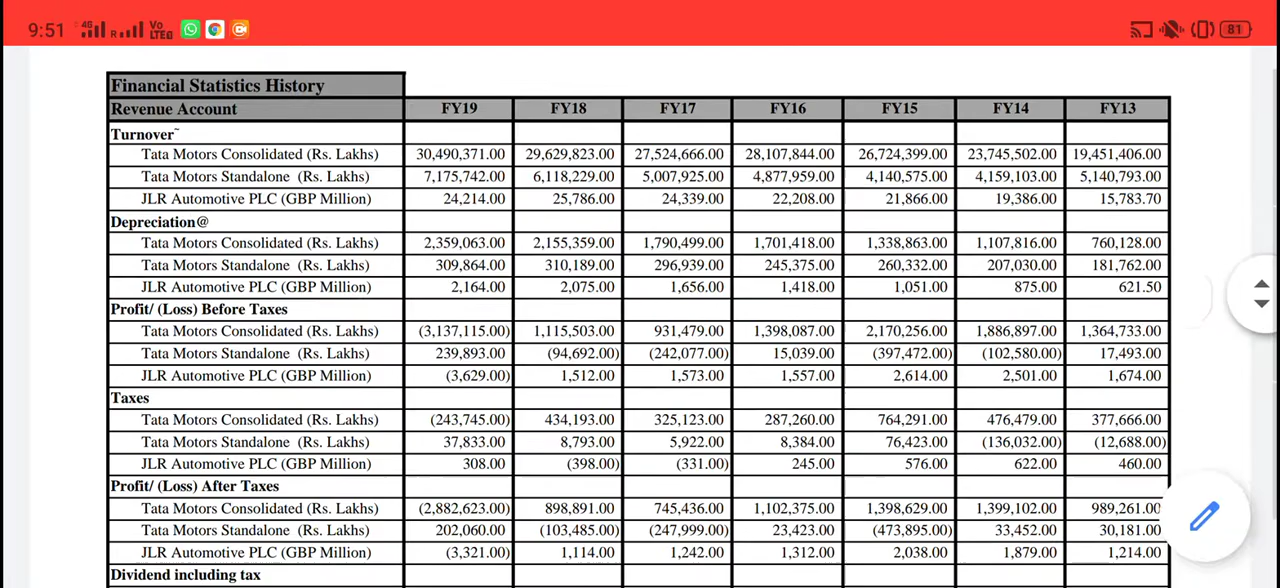 9:51 4G R Vo LTE 81
Financial Statistics History
Revenue Account FY19 FY18 FY17 FY16 FY15 FY14 FY13
Turnover~
Tata Motors Consolidated (Rs. Lakhs) 30,490,371.00 29,629,823.00 27,524,666.00 28,107,844.00 26,724,399.00 23,745,502.00 19,451,406.00
Tata Motors Standalone (Rs. Lakhs) 7,175,742.00 6,118,229.00 5,007,925.00 4,877,959.00 4,140,575.00 4,159,103.00 5,140,793.00
JLR Automotive PLC (GBP Million) 24,214.00 25,786.00 24,339.00 22,208.00 21,866.00 19,386.00 15,783.70
Depreciation@
Tata Motors Consolidated (Rs. Lakhs) 2,359,063.00 2,155,359.00 1,790,499.00 1,701,418.00 1,338,863.00 1,107,816.00 760,128.00
Tata Motors Standalone (Rs. Lakhs) 309,864.00 310,189.00 296,939.00 245,375.00 260,332.00 207,030.00 181,762.00
JLR Automotive PLC (GBP Million) 2,164.00 2,075.00 1,656.00 1,418.00 1,051.00 875.00 621.50
Profit/ (Loss) Before Taxes
Tata Motors Consolidated (Rs. Lakhs) (3,137,115.00) 1,115,503.00 931,479.00 1,398,087.00 2,170,256.00 1,886,897.00 1,364,733.00
Tata Motors Standalone (Rs. Lakhs) 239,893.00 (94,692.00) (242,077.00) 15,039.00 (397,472.00) (102,580.00) 17,493.00
JLR Automotive PLC (GBP Million) (3,629.00) 1,512.00 1,573.00 1,557.00 2,614.00 2,501.00 1,674.00
Taxes
Tata Motors Consolidated (Rs. Lakhs) (243,745.00) 434,193.00 325,123.00 287,260.00 764,291.00 476,479.00 377,666.00
Tata Motors Standalone (Rs. Lakhs) 37,833.00 8,793.00 5,922.00 8,384.00 76,423.00 (136,032.00) (12,688.00)
JLR Automotive PLC (GBP Million) 308.00 (398.00) (331.00) 245.00 576.00 622.00 460.00
Profit/ (Loss) After Taxes
Tata Motors Consolidated (Rs. Lakhs) (2,882,623.00) 898,891.00 745,436.00 1,102,375.00 1,398,629.00 1,399,102.00 989,261.00
Tata Motors Standalone (Rs. Lakhs) 202,060.00 (103,485.00) (247,999.00) 23,423.00 (473,895.00) 33,452.00 30,181.00
JLR Automotive PLC (GBP Million) (3,321.00) 1,114.00 1,242.00 1,312.00 2,038.00 1,879.00 1,214.00
Dividend including tax